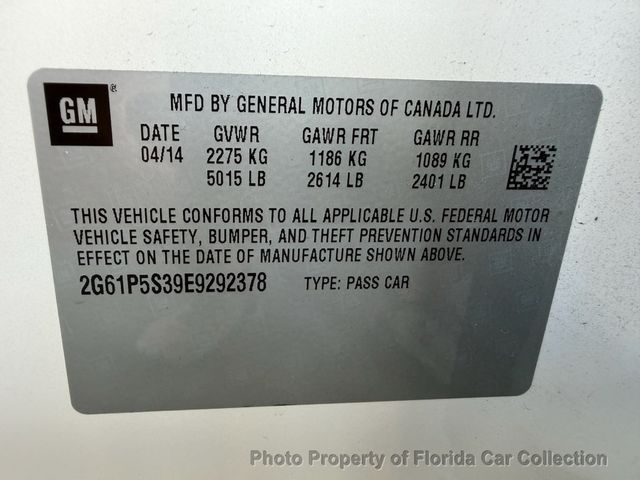 GM ®
MFD BY GENERAL MOTORS OF CANADA LTD.
DATE GVWR GAWR FRT GAWR RR
04/14 2275 KG 1186 KG 1089 KG
5015 LB 2614 LB 2401 LB
THIS VEHICLE CONFORMS TO ALL APPLICABLE U.S. FEDERAL MOTOR
VEHICLE SAFETY, BUMPER, AND THEFT PREVENTION STANDARDS IN
EFFECT ON THE DATE OF MANUFACTURE SHOWN ABOVE.
2G61P5S39E9292378 TYPE: PASS CAR
Photo Property of Florida Car Collection